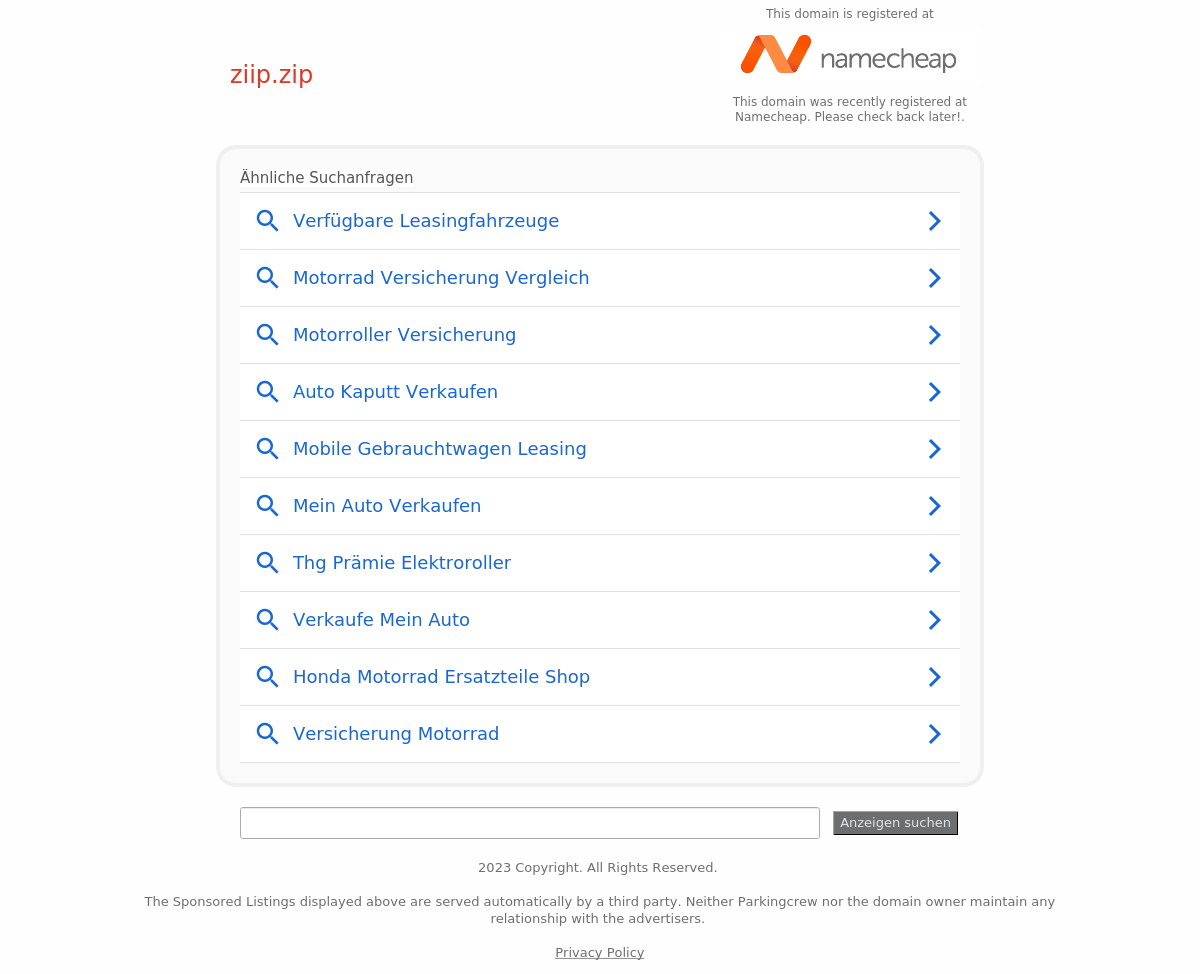 This domain is registered at
namecheap
ziip.zip
This domain was recently registered at
Namecheap. Please check back later!.
Ähnliche Suchanfragen
Verfügbare Leasingfahrzeuge
Motorrad Versicherung Vergleich
Motorroller Versicherung
Auto Kaputt Verkaufen
Mobile Gebrauchtwagen Leasing
Mein Auto Verkaufen
Thg Prämie Elektroroller
Verkaufe Mein Auto
Honda Motorrad Ersatzteile Shop
Versicherung Motorrad
Anzeigen suchen
2023 Copyright. All Rights Reserved.
The Sponsored Listings displayed above are served automatically by a third party. Neither Parkingcrew nor the domain owner maintain any
relationship with the advertisers.
Privacy Policy